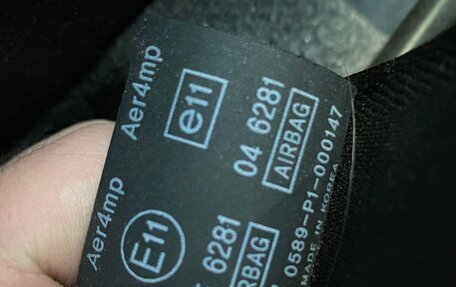 Aer4mp Aer4mp
E11 e11
6281 04 6281
AIRBAG AIRBAG
0589-P1-000147
MADE IN KOREA